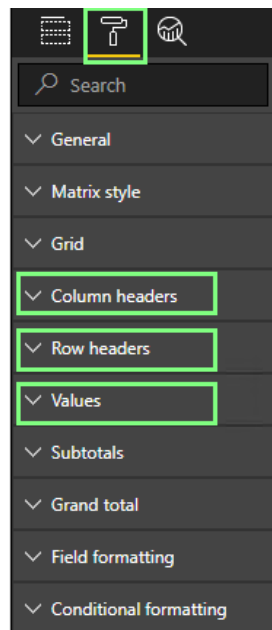 Search
General
Matrix style
Grid
Column headers
Row headers
Values
Subtotals
Grand total
Field formatting
Conditional formatting